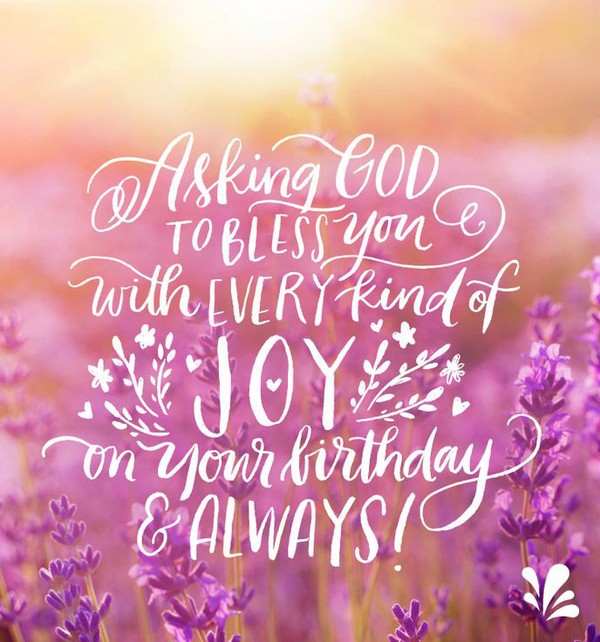 Asking GOD
TO BLESS you
with EVERY kind of
JOY
on your birthday
& ALWAYS!